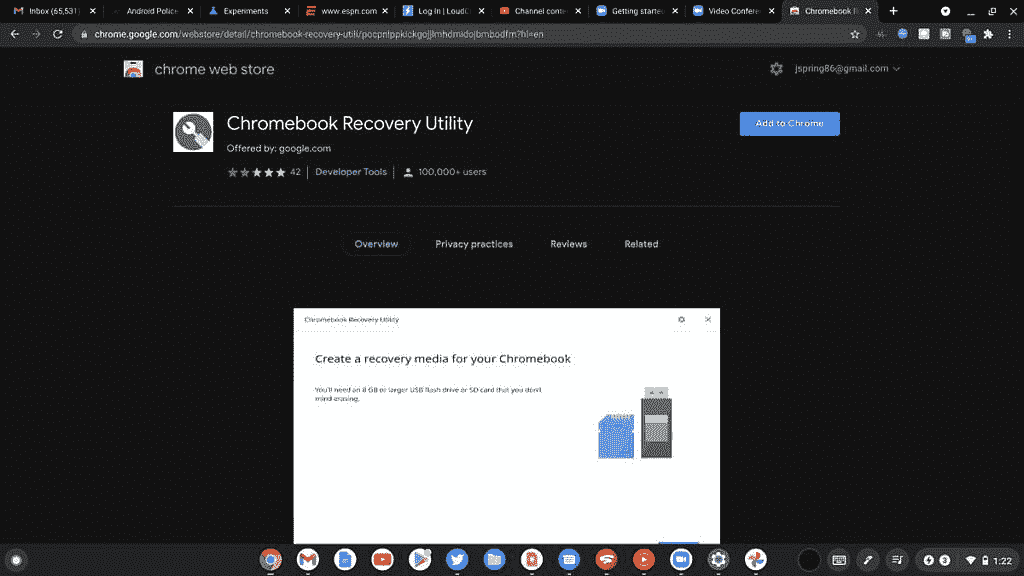 Inbox (55,531)
Android Police
Experiments
www.espn.com
Log In | Loud
Channel conte
Getting starte
Video Confere
Chromebook R
chrome.google.com/webstore/detail/chromebook-recovery-util/pocpnlppkickgojjlmhdmidojbmbodfm?hl=en
chrome web store
jspring86@gmail.com
Chromebook Recovery Utility
Add to Chrome
Offered by: google.com
42
Developer Tools
100,000+ users
Overview
Privacy practices
Reviews
Related
Chromebook Recovery Utility
Create a recovery media for your Chromebook
You'll need an 8 GB or larger USB flash drive or SD card that you don't
mind erasing.
3
1:22